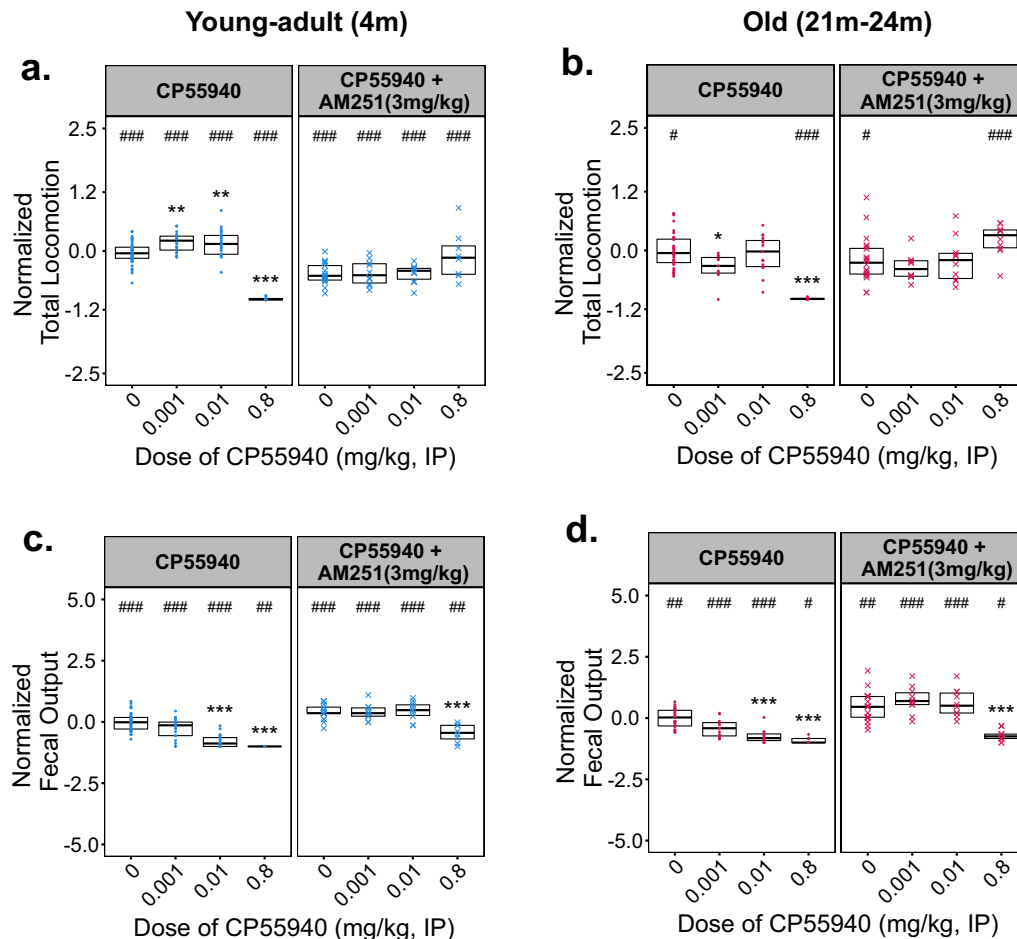 Young-adult (4m)
Old (21m-24m)
a.
CP55940
CP55940 +
AM251(3mg/kg)
### ### ### ### ### ### ### ###
** ** ***
Normalized
Total Locomotion
2.5
1.2
0.0
-1.2
-2.5
0 0.001 0.01 0.8 0 0.001 0.01 0.8
Dose of CP55940 (mg/kg, IP)
b.
CP55940
CP55940 +
AM251(3mg/kg)
# ### # ###
* ***
Normalized
Total Locomotion
2.5
1.2
0.0
-1.2
-2.5
0 0.001 0.01 0.8 0 0.001 0.01 0.8
Dose of CP55940 (mg/kg, IP)
c.
CP55940
CP55940 +
AM251(3mg/kg)
### ### ### ## ### ### ### ##
*** *** ***
Normalized
Fecal Output
5.0
2.5
0.0
-2.5
-5.0
0 0.001 0.01 0.8 0 0.001 0.01 0.8
Dose of CP55940 (mg/kg, IP)
d.
CP55940
CP55940 +
AM251(3mg/kg)
## ### ### # ## ### ### #
*** *** ***
Normalized
Fecal Output
5.0
2.5
0.0
-2.5
-5.0
0 0.001 0.01 0.8 0 0.001 0.01 0.8
Dose of CP55940 (mg/kg, IP)